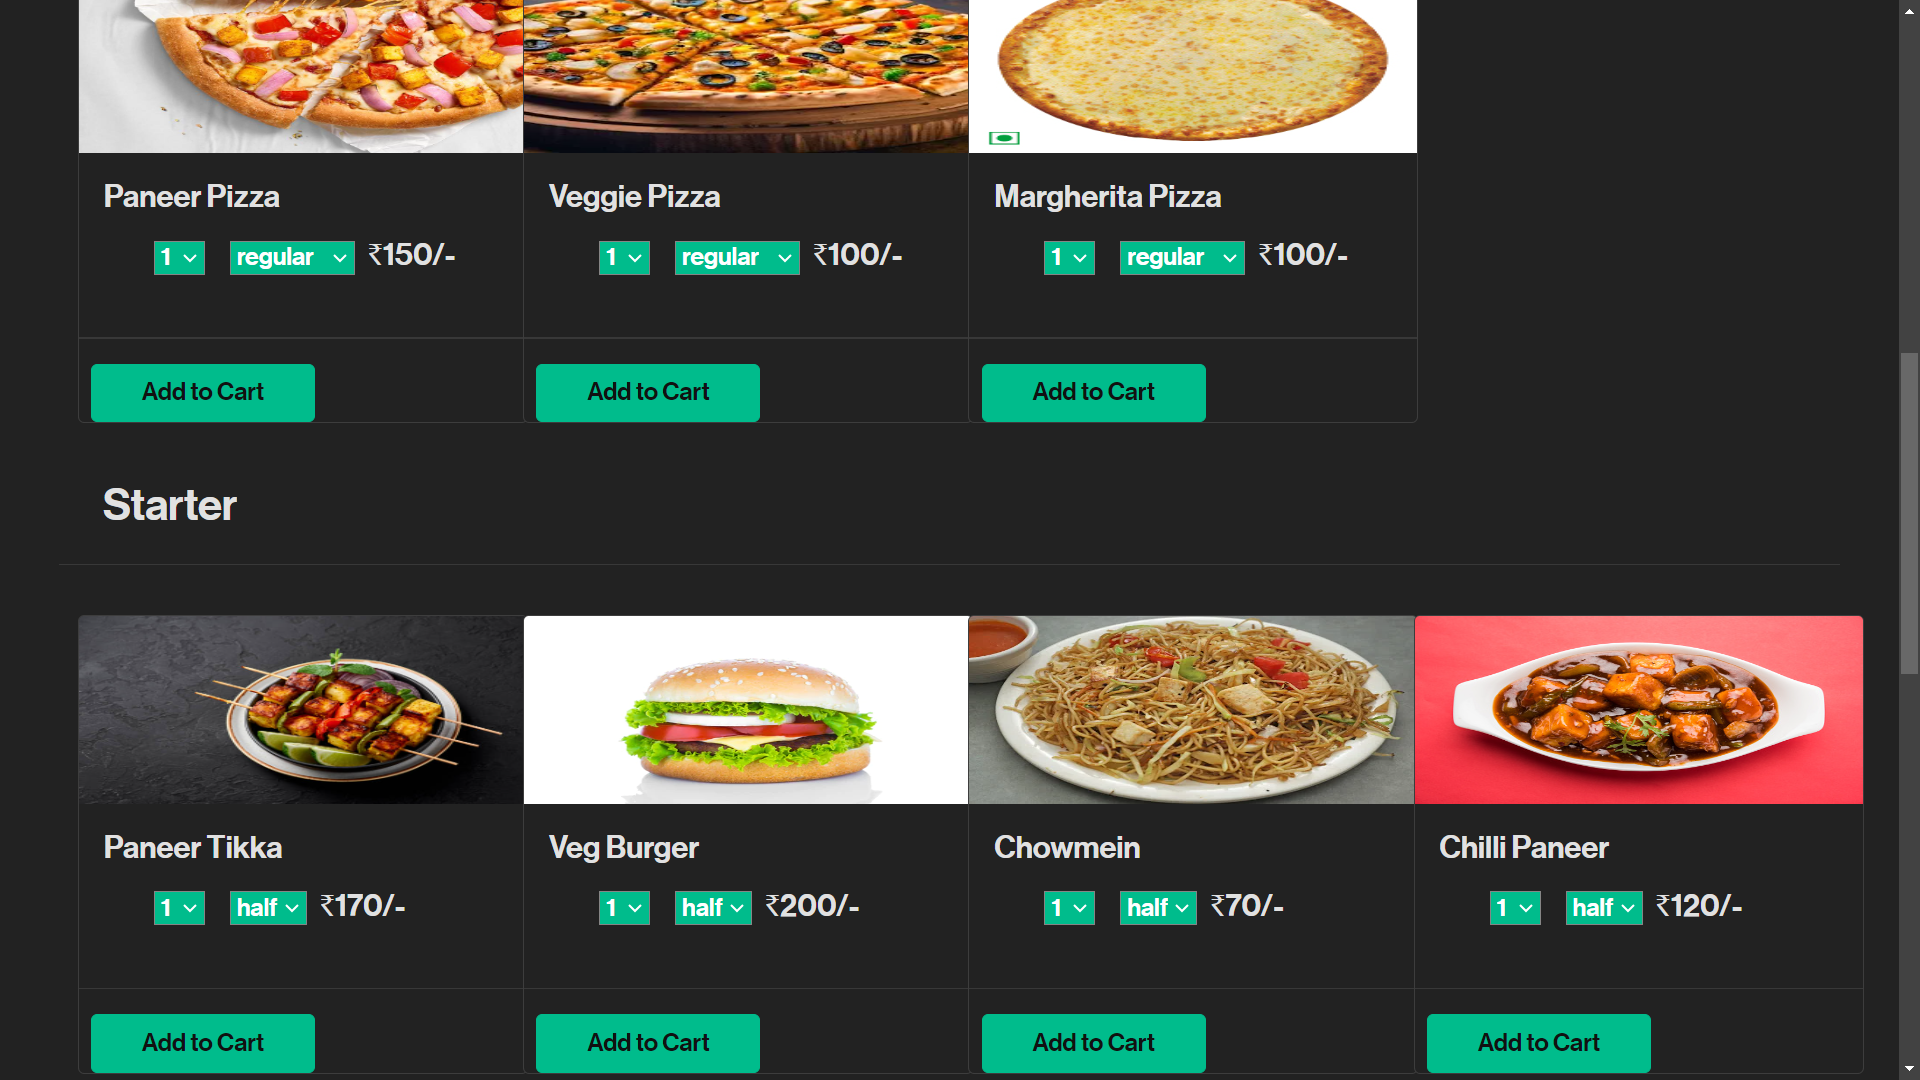 Paneer Pizza
1 regular ₹150/-
Add to Cart
Veggie Pizza
1 regular ₹100/-
Add to Cart
Margherita Pizza
1 regular ₹100/-
Add to Cart
Starter
Paneer Tikka
1 half ₹170/-
Add to Cart
Veg Burger
1 half ₹200/-
Add to Cart
Chowmein
1 half ₹70/-
Add to Cart
Chilli Paneer
1 half ₹120/-
Add to Cart